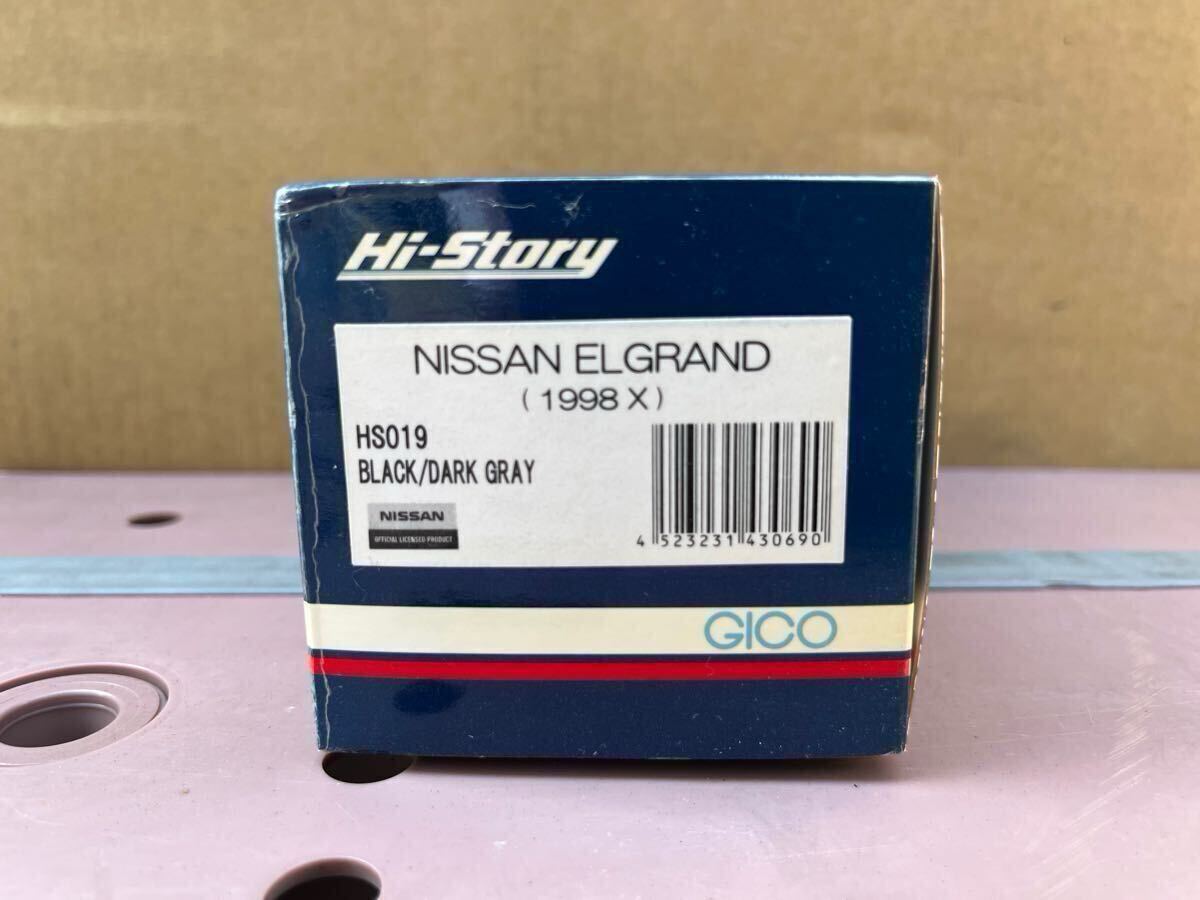 Hi-Story
NISSAN ELGRAND
(1998 X)
HS019
BLACK/DARK GRAY
NISSAN
OFFICIAL LICENSED PRODUCT
4 523231 430690
GICO